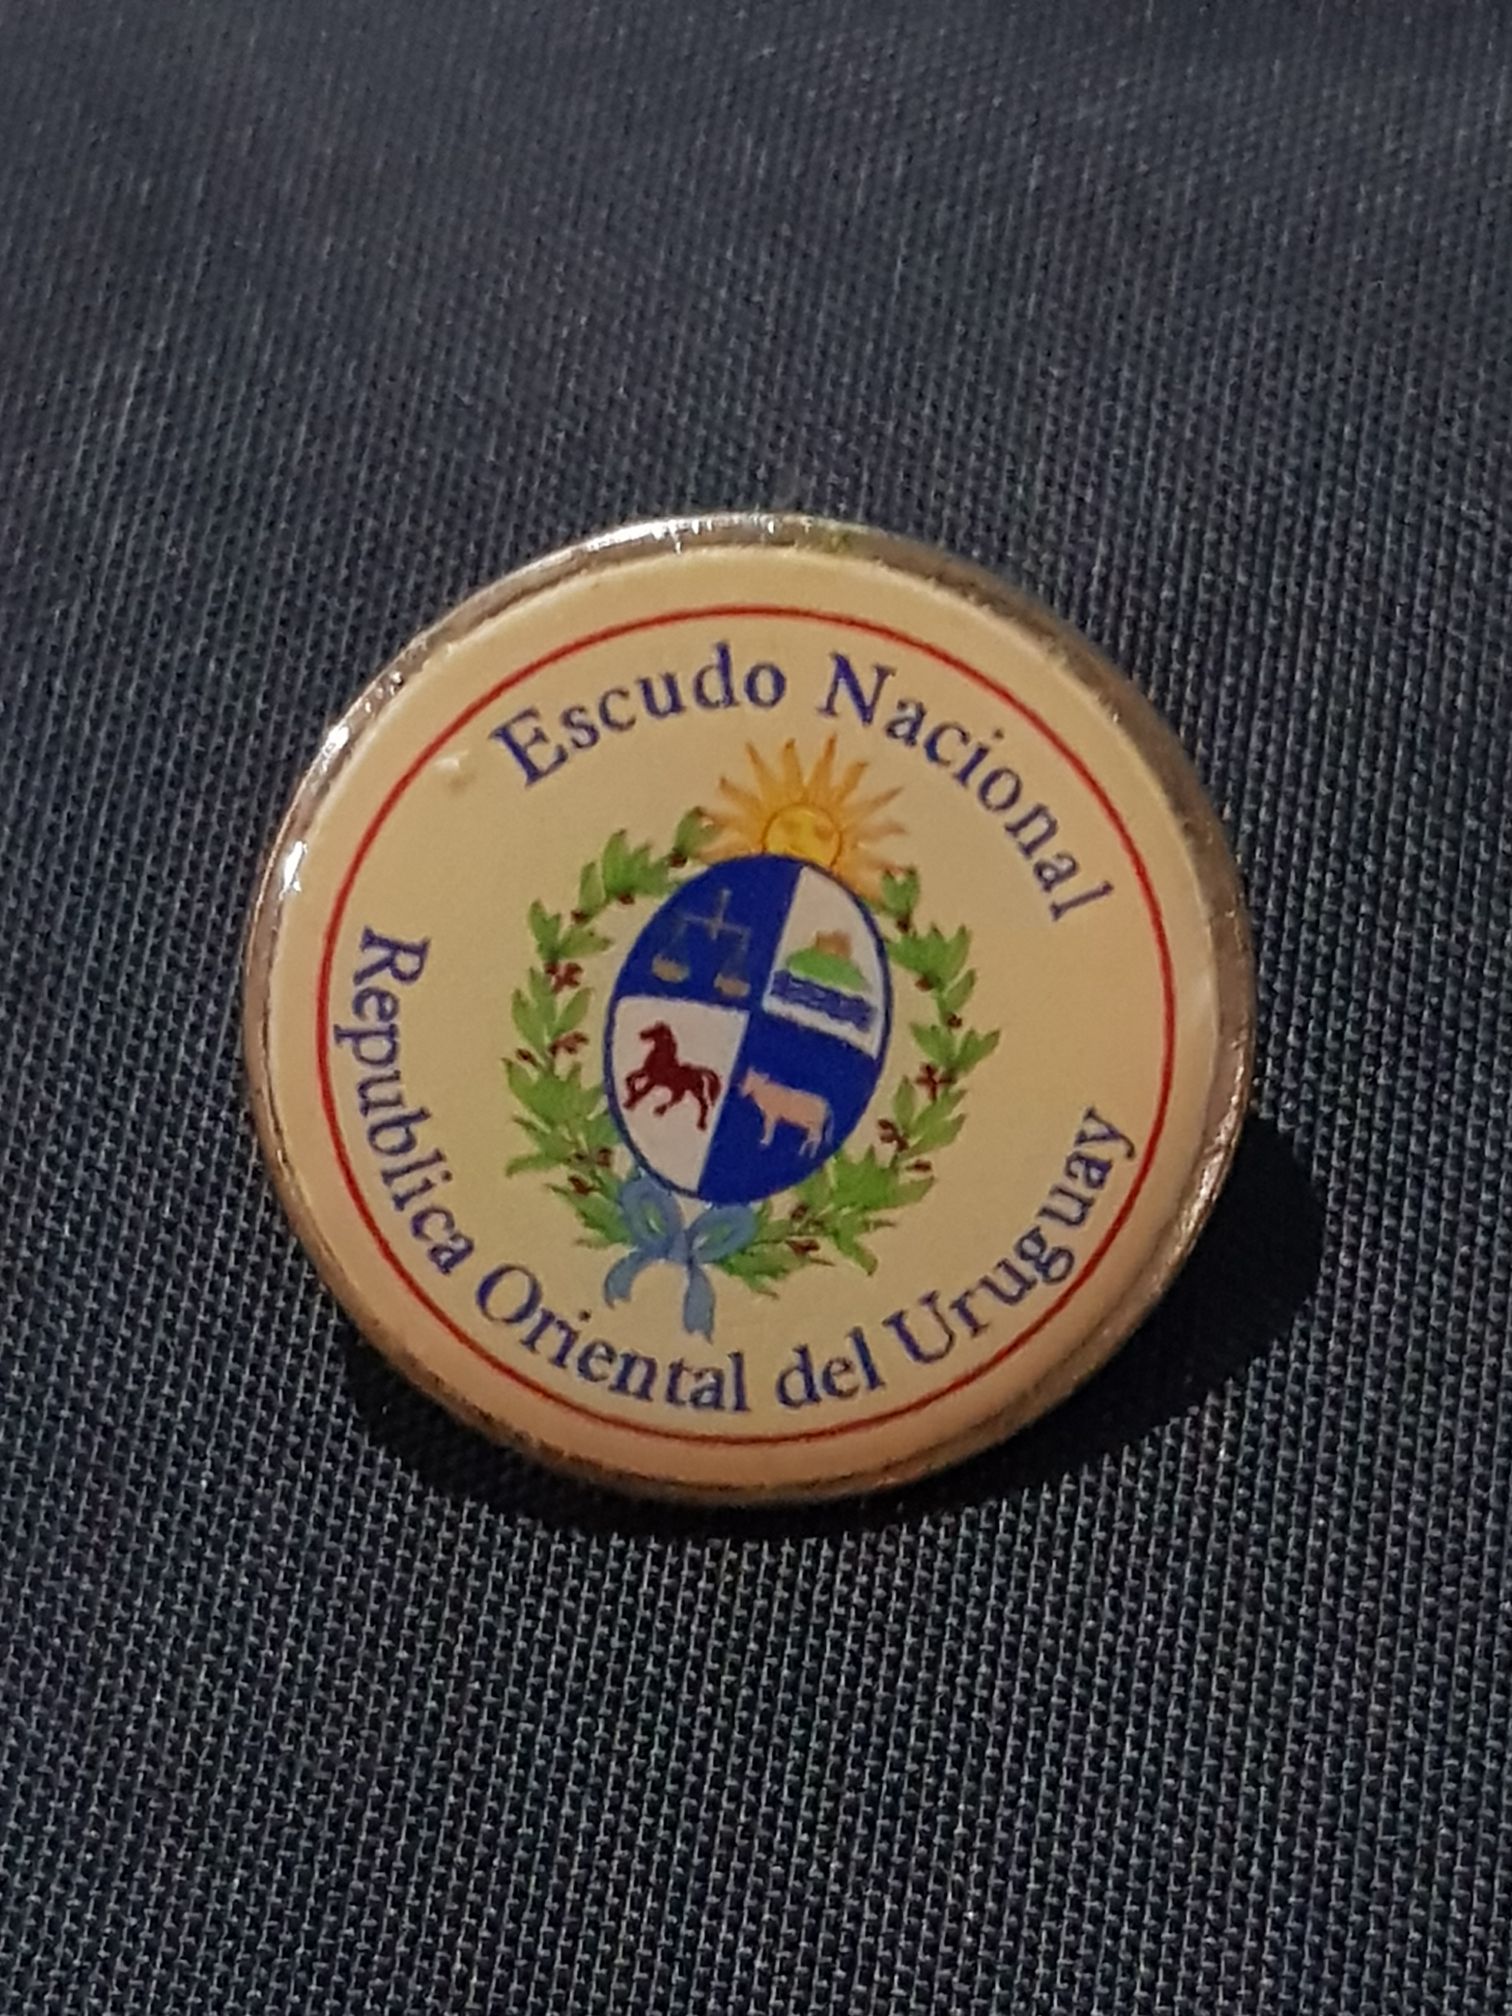 Escudo Nacional
Republica Oriental del Uruguay